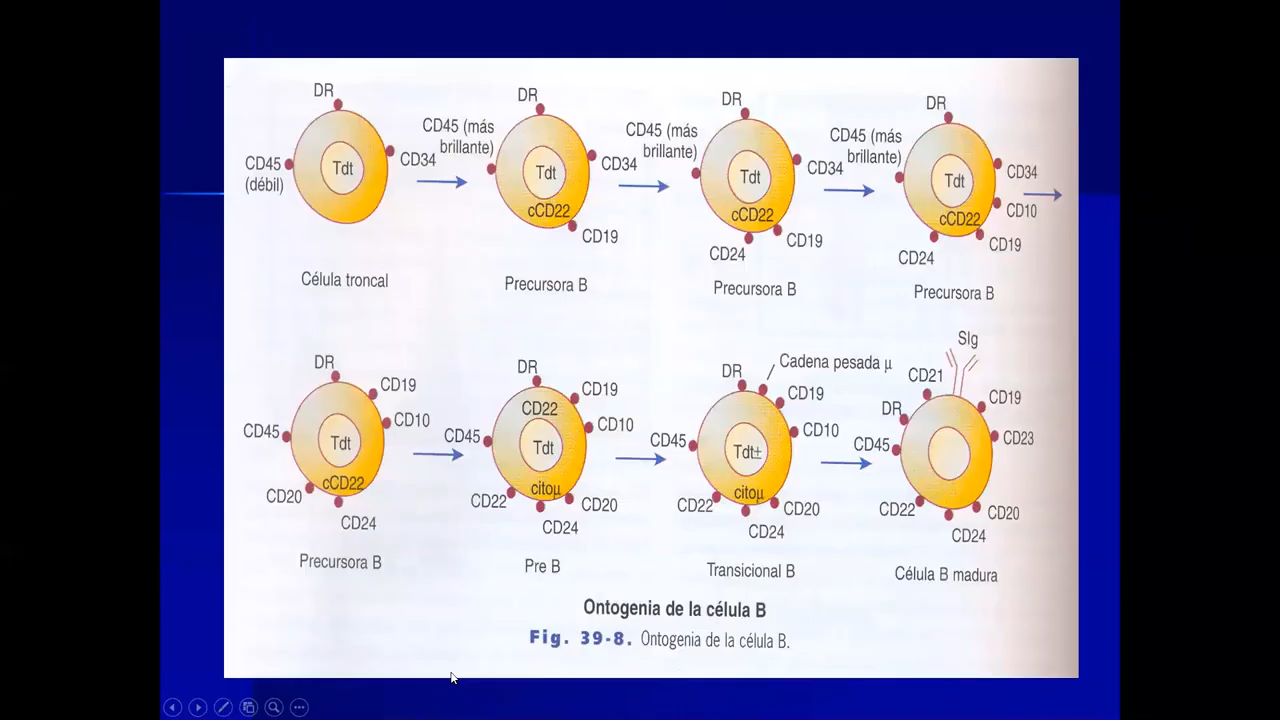 DR
CD45
(débil)
Tdt
CD34
Célula troncal
DR
CD45 (más
brillante)
Tdt
CD34
cCD22
CD19
Precursora B
DR
CD45 (más
brillante)
Tdt
CD34
cCD22
CD19
CD24
Precursora B
DR
CD45 (más
brillante)
Tdt
CD34
CD10
cCD22
CD19
CD24
Precursora B
DR
CD19
CD10
CD45
Tdt
cCD22
CD20
CD24
Precursora B
DR
CD19
CD22
CD10
CD45
Tdt
citoµ
CD22
CD20
CD24
Pre B
DR
Cadena pesada µ
CD19
CD10
CD45
Tdt±
citoµ
CD22
CD20
CD24
Transicional B
SIg
CD21
CD19
DR
CD23
CD45
CD22
CD20
CD24
Célula B madura
Ontogenia de la célula B
Fig. 39-8. Ontogenia de la célula B.